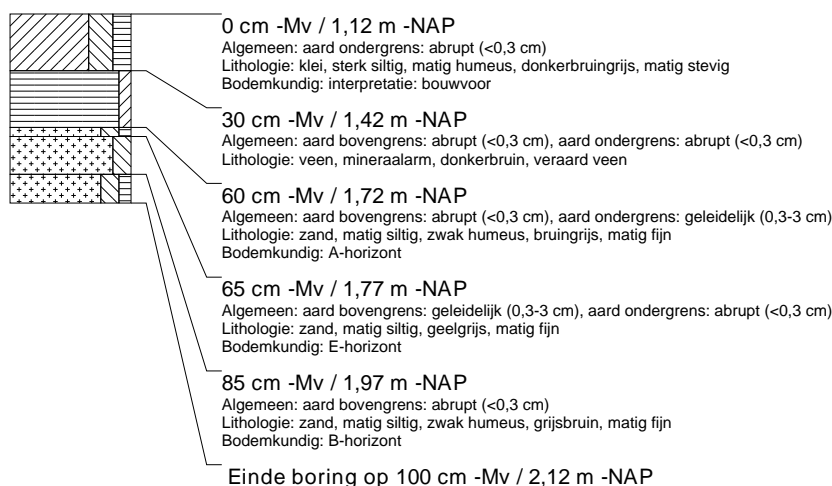 0 cm -Mv / 1,12 m -NAP
Algemeen: aard ondergrens: abrupt (<0,3 cm)
Lithologie: klei, sterk siltig, matig humeus, donkerbruingrijs, matig stevig
Bodemkundig: interpretatie: bouwvoor
30 cm -Mv / 1,42 m -NAP
Algemeen: aard bovengrens: abrupt (<0,3 cm), aard ondergrens: abrupt (<0,3 cm)
Lithologie: veen, mineraalarm, donkerbruin, veraard veen
60 cm -Mv / 1,72 m -NAP
Algemeen: aard bovengrens: abrupt (<0,3 cm), aard ondergrens: geleidelijk (0,3-3 cm)
Lithologie: zand, matig siltig, zwak humeus, bruingrijs, matig fijn
Bodemkundig: A-horizont
65 cm -Mv / 1,77 m -NAP
Algemeen: aard bovengrens: geleidelijk (0,3-3 cm), aard ondergrens: abrupt (<0,3 cm)
Lithologie: zand, matig siltig, geelgrijs, matig fijn
Bodemkundig: E-horizont
85 cm -Mv / 1,97 m -NAP
Algemeen: aard bovengrens: abrupt (<0,3 cm)
Lithologie: zand, matig siltig, zwak humeus, grijsbruin, matig fijn
Bodemkundig: B-horizont
Einde boring op 100 cm -Mv / 2,12 m -NAP